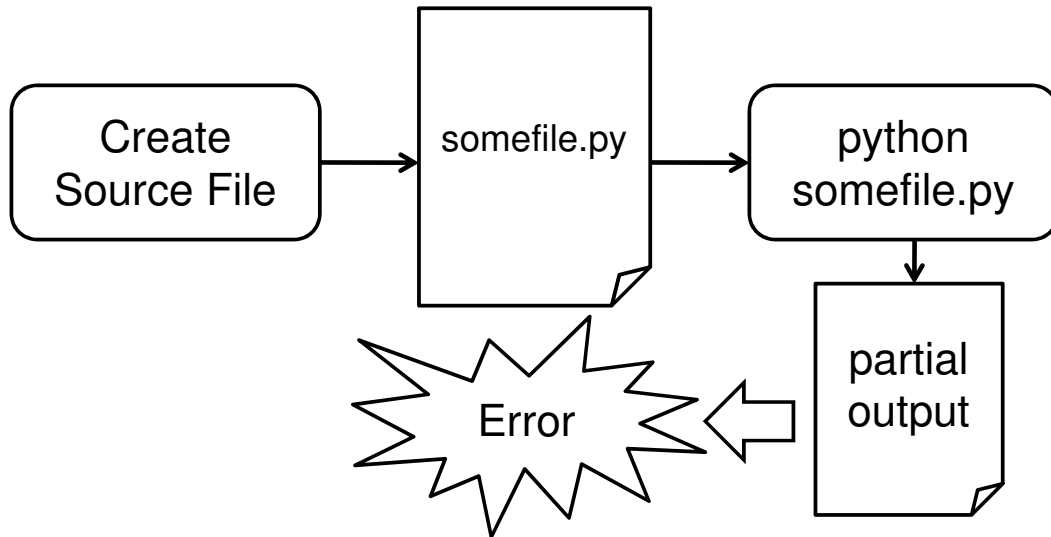 Create
Source File
somefile.py
python
somefile.py
partial
output
Error